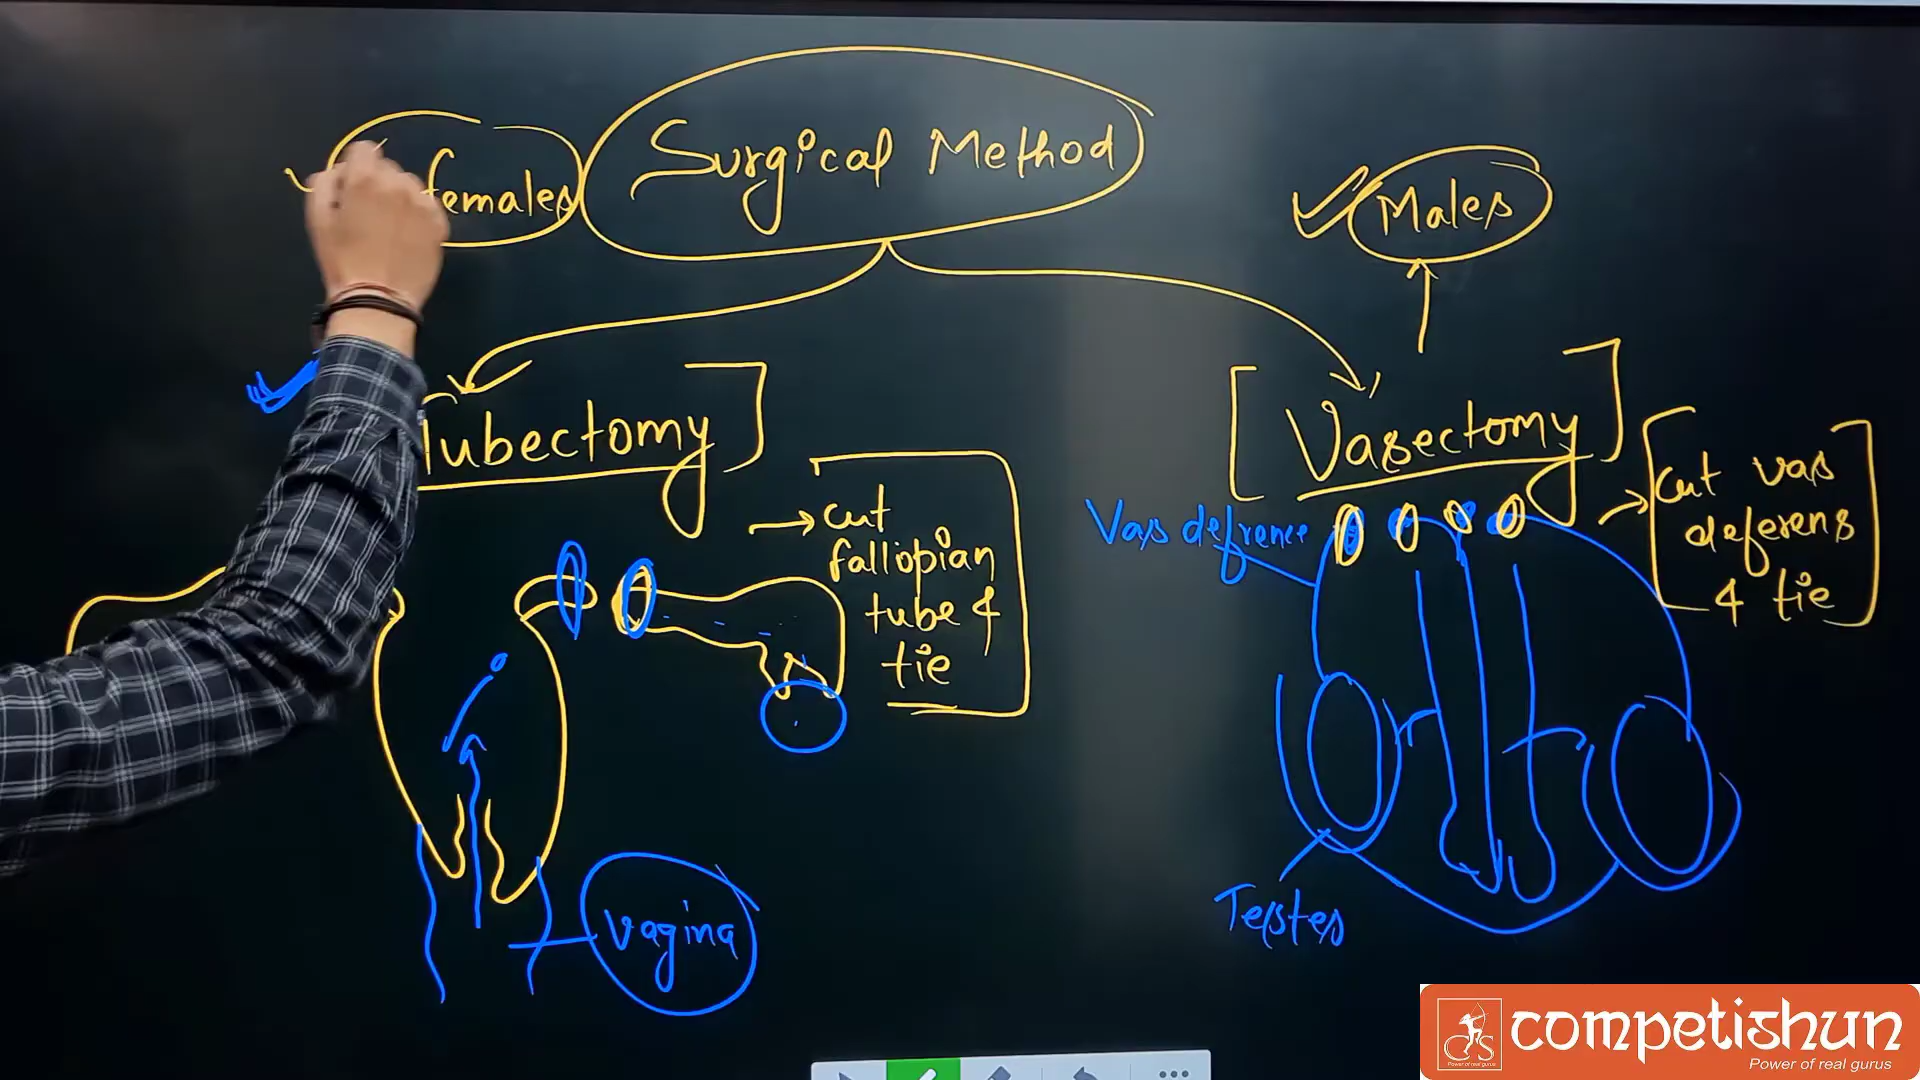 females
Surgical Method
Males
Tubectomy
Vasectomy
→ cut
fallopian
tube &
tie
Vas defrence
→ cut vas
deferens
& tie
Testes
vagina
competishun
Power of real gurus